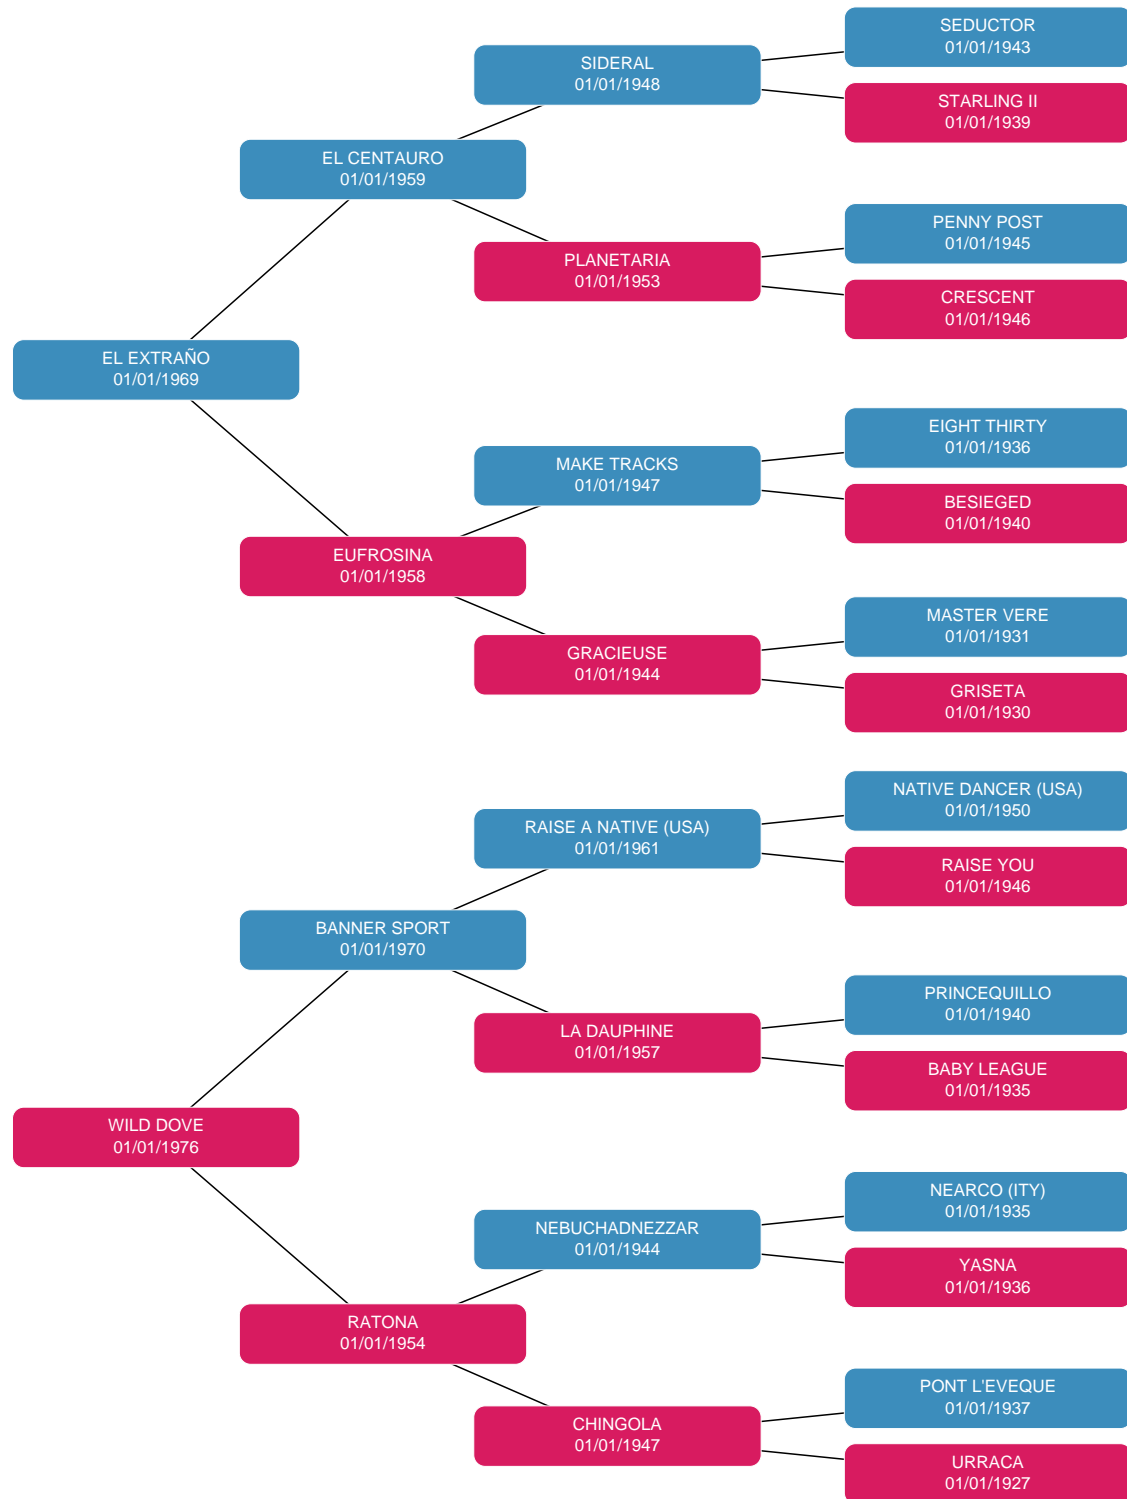 SEDUCTOR
01/01/1943
SIDERAL
01/01/1948
STARLING II
01/01/1939
EL CENTAURO
01/01/1959
PENNY POST
01/01/1945
PLANETARIA
01/01/1953
CRESCENT
01/01/1946
EL EXTRAÑO
01/01/1969
EIGHT THIRTY
01/01/1936
MAKE TRACKS
01/01/1947
BESIEGED
01/01/1940
EUFROSINA
01/01/1958
MASTER VERE
01/01/1931
GRACIEUSE
01/01/1944
GRISETA
01/01/1930
NATIVE DANCER (USA)
01/01/1950
RAISE A NATIVE (USA)
01/01/1961
RAISE YOU
01/01/1946
BANNER SPORT
01/01/1970
PRINCEQUILLO
01/01/1940
LA DAUPHINE
01/01/1957
BABY LEAGUE
01/01/1935
WILD DOVE
01/01/1976
NEARCO (ITY)
01/01/1935
NEBUCHADNEZZAR
01/01/1944
YASNA
01/01/1936
RATONA
01/01/1954
PONT L'EVEQUE
01/01/1937
CHINGOLA
01/01/1947
URRACA
01/01/1927